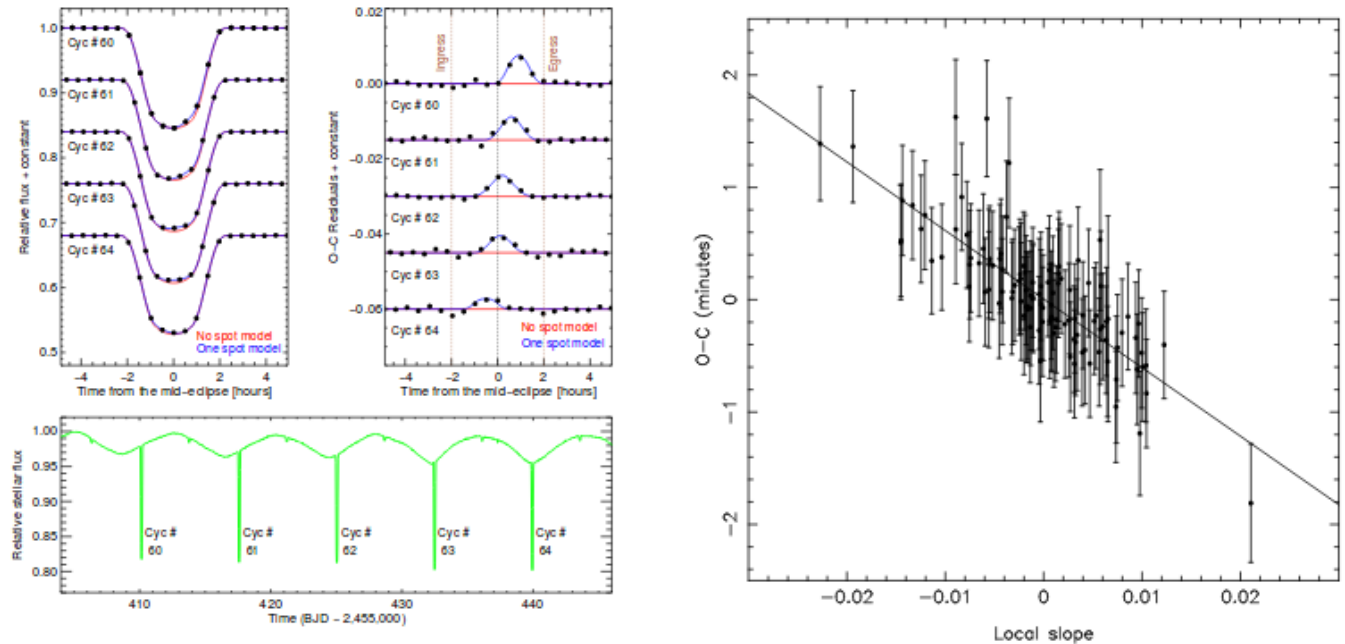 1.0
0.9
0.8
0.7
0.6
0.5
Relative flux + constant
Cyc #60
Cyc #61
Cyc #62
Cyc #63
Cyc #64
No spot model
One spot model
−4 −2 0 2 4
Time from the mid−eclipse [hours]
0.02
0.00
−0.02
−0.04
−0.06
O−C Residuals + constant
Ingress
Egress
Cyc #60
Cyc #61
Cyc #62
Cyc #63
Cyc #64
No spot model
One spot model
−4 −2 0 2 4
Time from the mid−eclipse [hours]
1.00
0.95
0.90
0.85
0.80
Relative stellar flux
Cyc #
60
Cyc #
61
Cyc #
62
Cyc #
63
Cyc #
64
410 420 430 440
Time (BJD − 2,455,000)
2
1
0
−1
−2
O−C (minutes)
−0.02 −0.01 0 0.01 0.02
Local slope